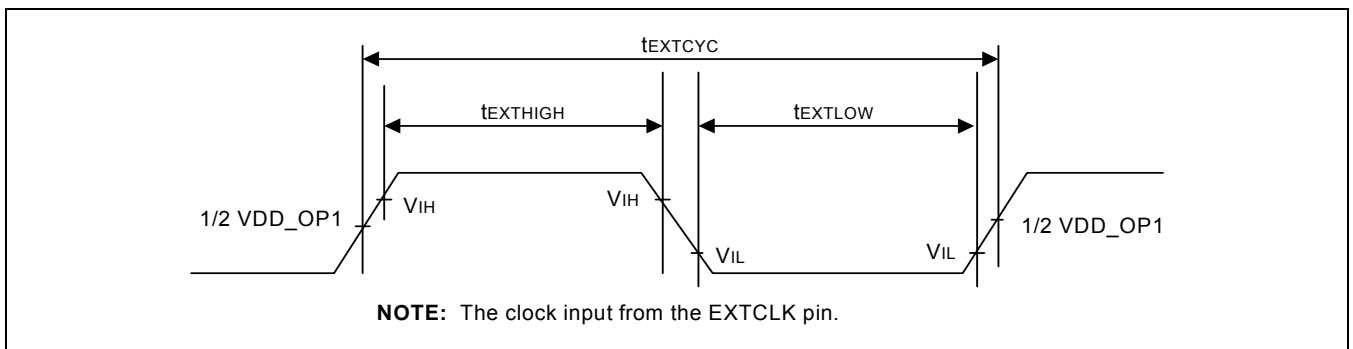 tEXTCYC
tEXTHIGH
tEXTLOW
1/2 VDD_OP1
VIH
VIH
VIL
VIL
1/2 VDD_OP1
NOTE: The clock input from the EXTCLK pin.